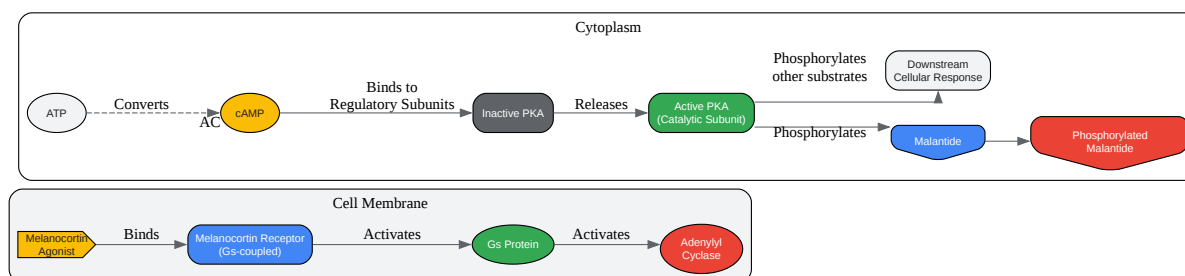 Cytoplasm
ATP
Converts
AC
cAMP
Binds to
Regulatory Subunits
Inactive PKA
Releases
Active PKA
(Catalytic Subunit)
Phosphorylates
other substrates
Downstream
Cellular Response
Phosphorylates
Malantide
Phosphorylated
Malantide
Cell Membrane
Melanocortin
Agonist
Binds
Melanocortin Receptor
(Gs-coupled)
Activates
Gs Protein
Activates
Adenylyl
Cyclase